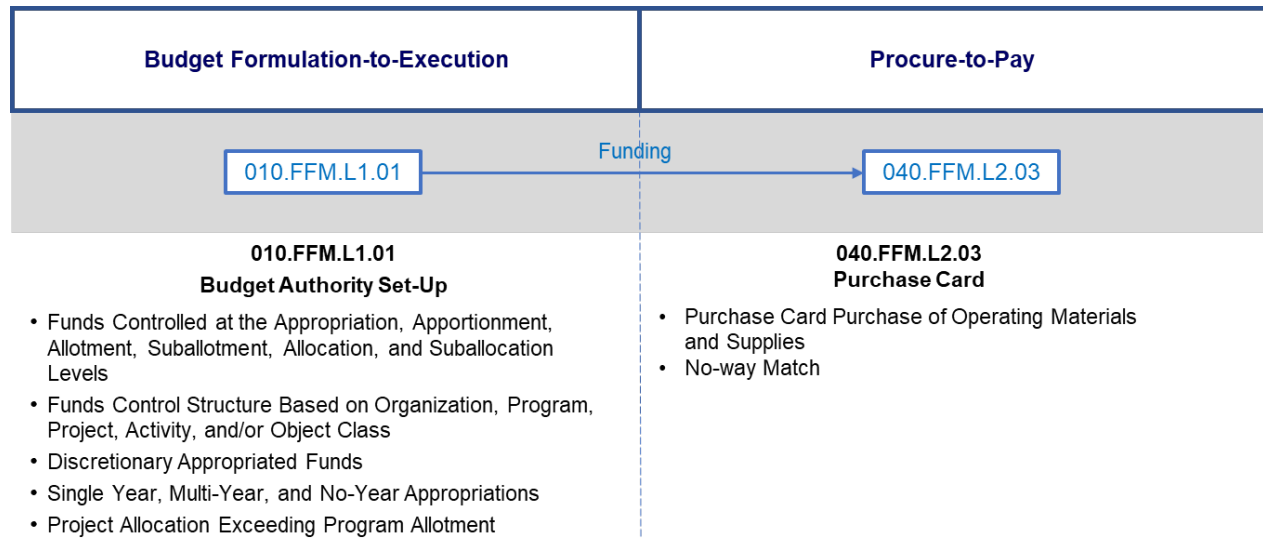 Budget Formulation-to-Execution
Procure-to-Pay
Funding
010.FFM.L1.01
040.FFM.L2.03
010.FFM.L1.01
Budget Authority Set-Up
• Funds Controlled at the Appropriation, Apportionment,
Allotment, Suballotment, Allocation, and Suballocation
Levels
• Funds Control Structure Based on Organization, Program,
Project, Activity, and/or Object Class
• Discretionary Appropriated Funds
• Single Year, Multi-Year, and No-Year Appropriations
• Project Allocation Exceeding Program Allotment
040.FFM.L2.03
Purchase Card
• Purchase Card Purchase of Operating Materials
and Supplies
• No-way Match